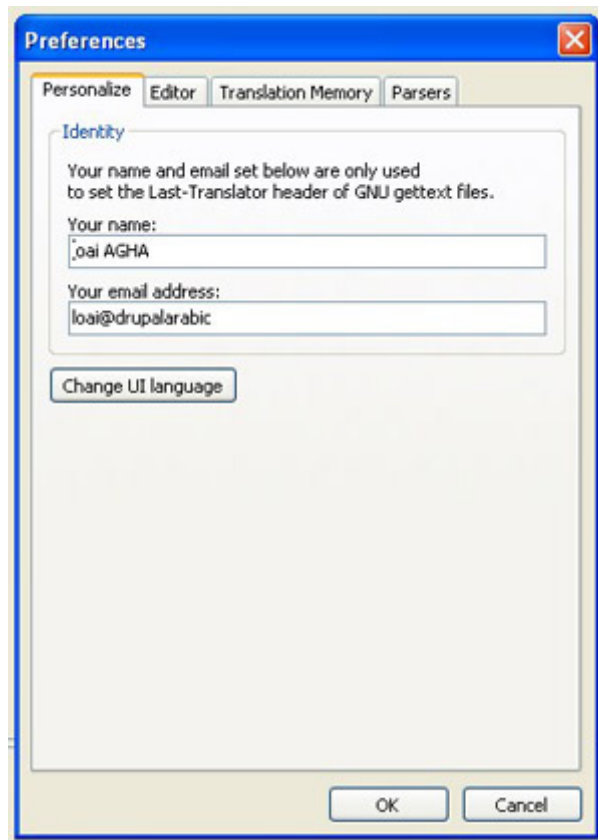 Preferences
Personalize Editor Translation Memory Parsers
Identity
Your name and email set below are only used
to set the Last-Translator header of GNU gettext files.
Your name:
oai AGHA
Your email address:
loai@drupalarabic
Change UI language
OK Cancel